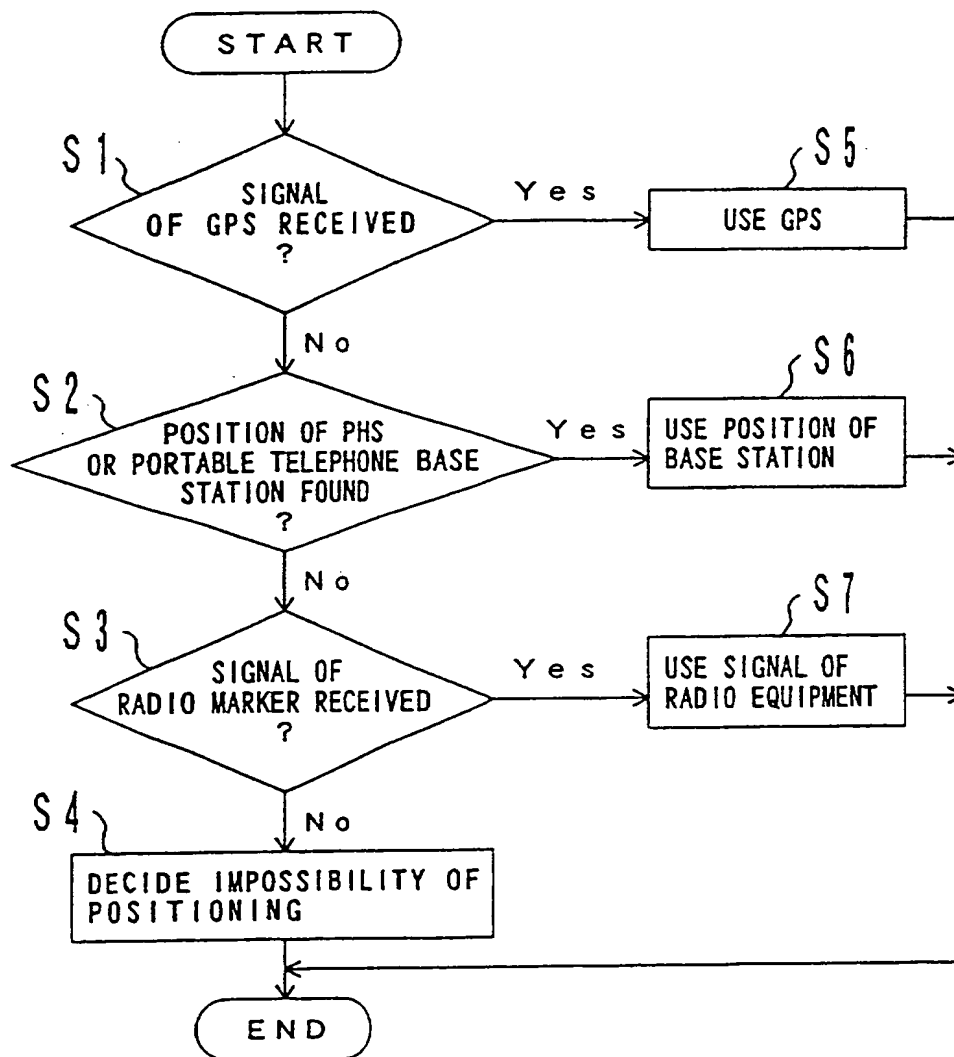 START
S1
SIGNAL
OF GPS RECEIVED
?
Yes
S5
USE GPS
No
S2
POSITION OF PHS
OR PORTABLE TELEPHONE BASE
STATION FOUND
?
Yes
S6
USE POSITION OF
BASE STATION
No
S3
SIGNAL OF
RADIO MARKER RECEIVED
?
Yes
S7
USE SIGNAL OF
RADIO EQUIPMENT
No
S4
DECIDE IMPOSSIBILITY OF
POSITIONING
END